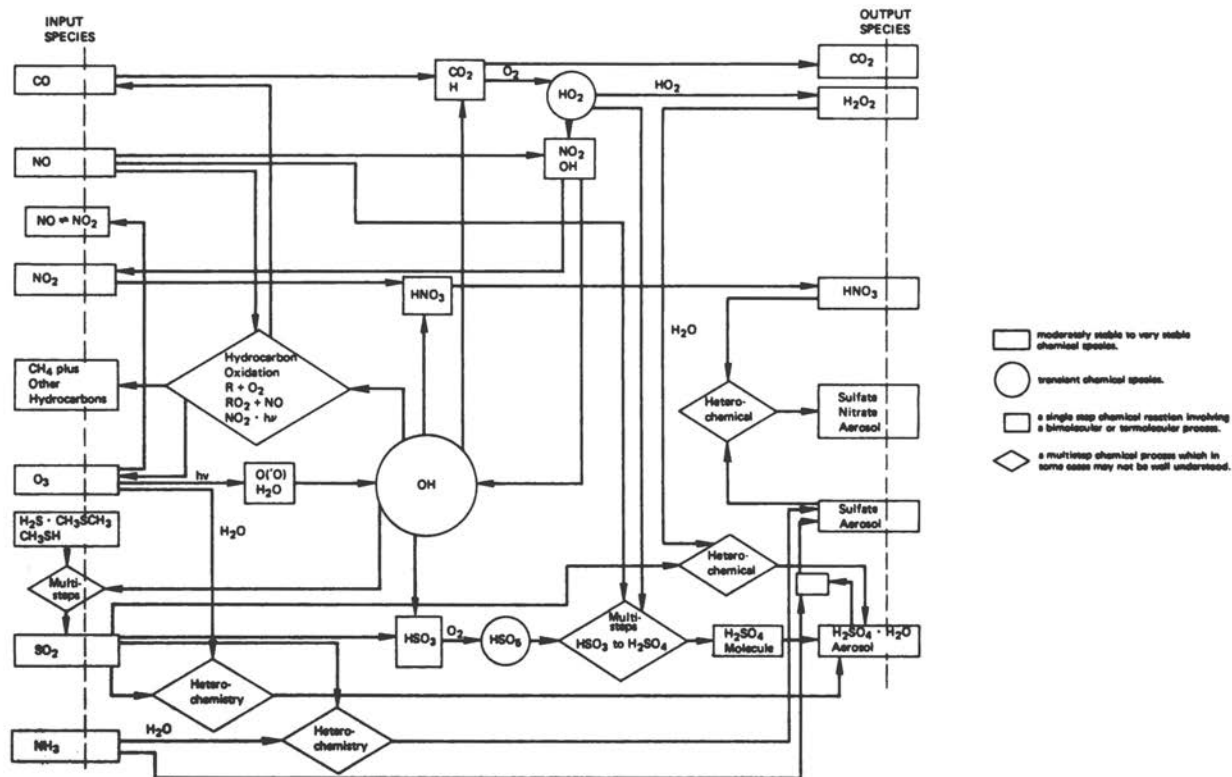 INPUT
SPECIES
OUTPUT
SPECIES
CO
CO2
H
O2
HO2
HO2
CO2
H2O2
NO
NO2
OH
NO ⇌ NO2
NO2
HNO3
HNO3
H2O
CH4 plus
Other
Hydrocarbons
Hydrocarbon
Oxidation
R + O2
RO2 + NO
NO2 · hν
Hetero-
chemical
Sulfate
Nitrate
Aerosol
O3
hν
O('O)
H2O
OH
H2O
Sulfate
Aerosol
H2S · CH3SCH3
CH3SH
Multi-
steps
Hetero-
chemical
SO2
HSO3
O2
HSO5
Multi-
steps
HSO3 to H2SO4
H2SO4
Molecule
H2SO4 · H2O
Aerosol
Hetero-
chemistry
NH3
H2O
Hetero-
chemistry
moderately stable to very stable
chemical species.
transient chemical species.
a single step chemical reaction involving
a bimolecular or termolecular process.
a multistep chemical process which in
some cases may not be well understood.